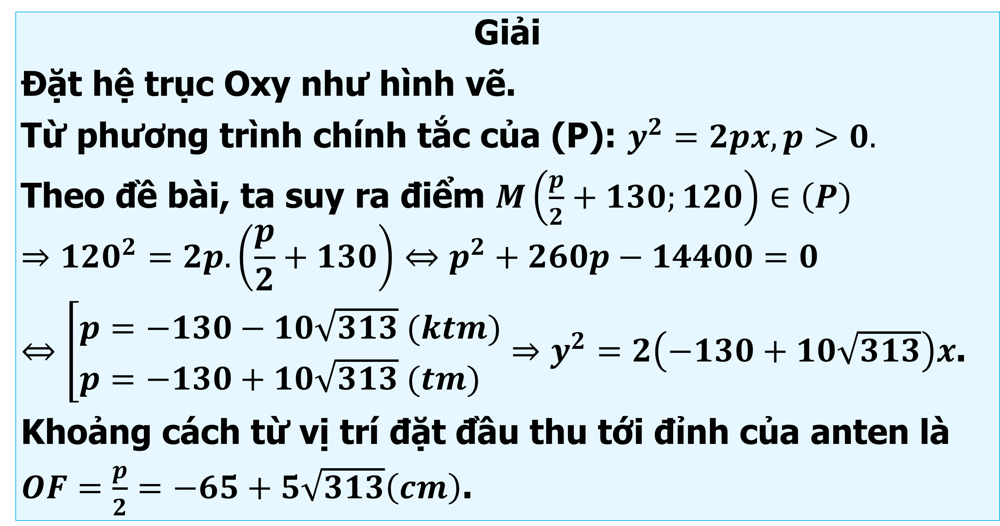 Giải
Đặt hệ trục Oxy như hình vẽ.
Từ phương trình chính tắc của (P): $y^2 = 2px, p > 0.$
Theo đề bài, ta suy ra điểm $M\left(\frac{p}{2} + 130; 120\right) \in (P)$
$\Rightarrow 120^2 = 2p.\left(\frac{p}{2} + 130\right) \Leftrightarrow p^2 + 260p - 14400 = 0$
$\Leftrightarrow \left[\begin{array}{l} p = -130 - 10\sqrt{313}\ (ktm) \\ p = -130 + 10\sqrt{313}\ (tm) \end{array}\right. \Rightarrow y^2 = 2\left(-130 + 10\sqrt{313}\right)x.$
Khoảng cách từ vị trí đặt đầu thu tới đỉnh của anten là
$OF = \frac{p}{2} = -65 + 5\sqrt{313}(cm).$